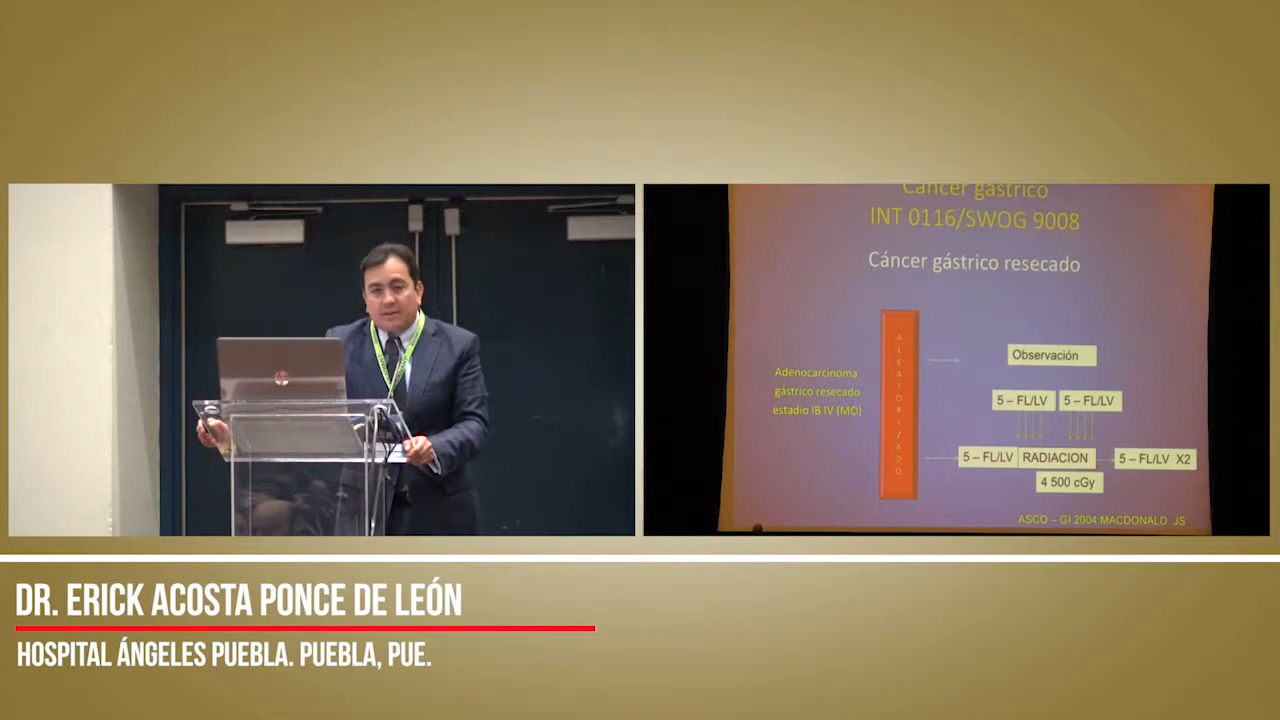 Cáncer gástrico
INT 0116/SWOG 9008
Cáncer gástrico resecado
Adenocarcinoma
gástrico resecado
estadio IB IV (MO)
ALEATORIZADO
Observación
5 – FL/LV
5 – FL/LV
5 – FL/LV
RADIACION
5 – FL/LV X2
4 500 cGy
ASCO – GI 2004:MACDONALD JS
DR. ERICK ACOSTA PONCE DE LEÓN
HOSPITAL ÁNGELES PUEBLA. PUEBLA, PUE.